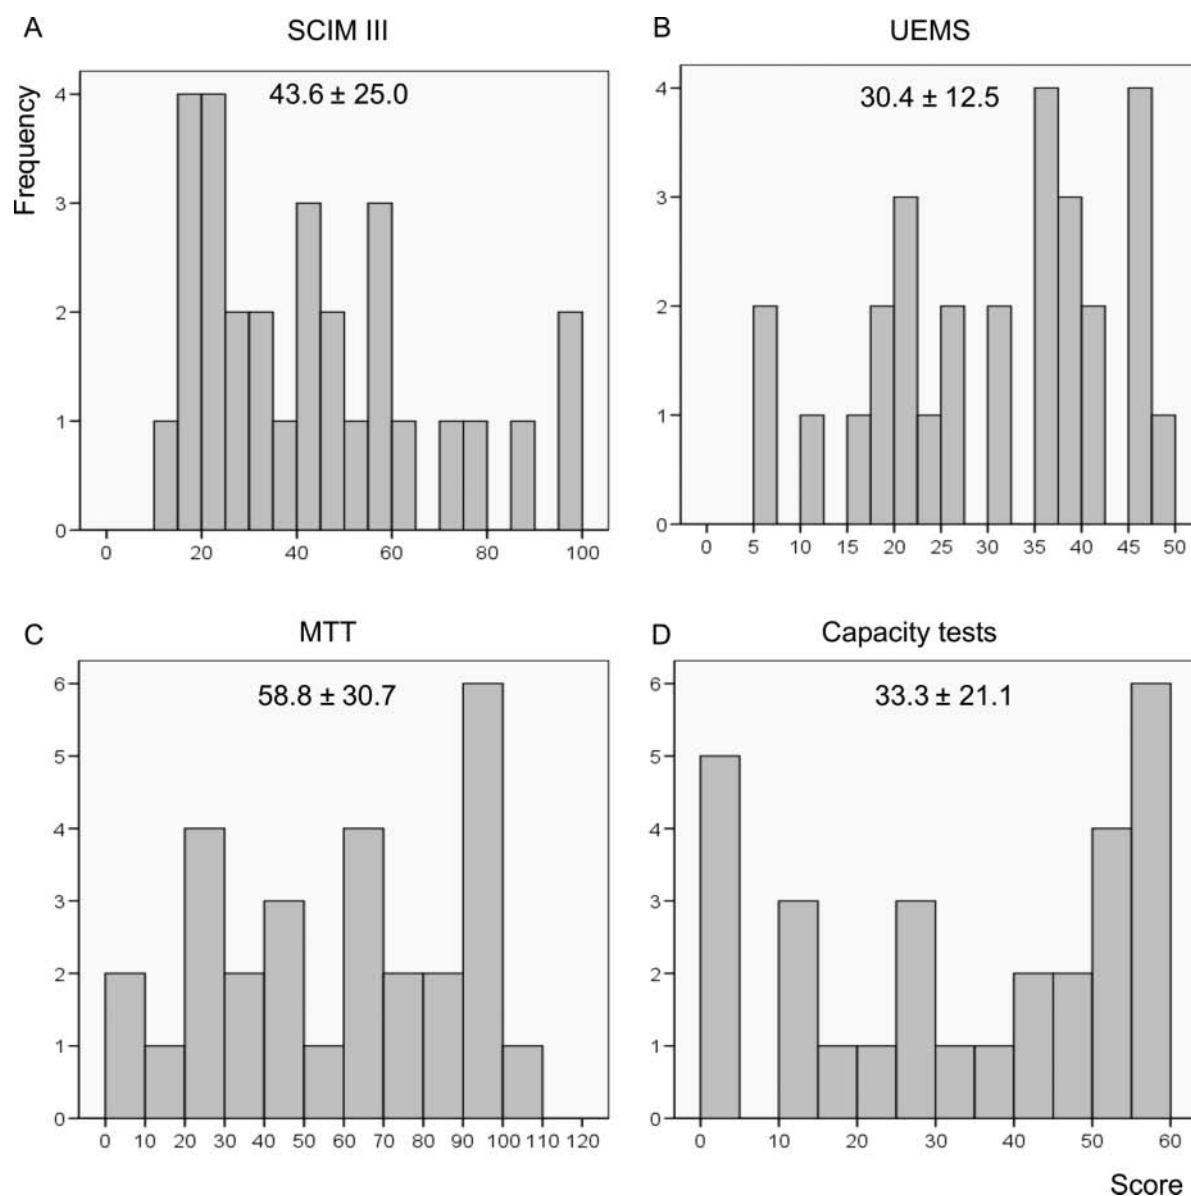 A
SCIM III
43.6 ± 25.0
Frequency
4
3
2
1
0
0 20 40 60 80 100
B
UEMS
30.4 ± 12.5
4
3
2
1
0
0 5 10 15 20 25 30 35 40 45 50
C
MTT
58.8 ± 30.7
6
5
4
3
2
1
0
0 10 20 30 40 50 60 70 80 90 100 110 120
D
Capacity tests
33.3 ± 21.1
6
5
4
3
2
1
0
0 10 20 30 40 50 60
Score